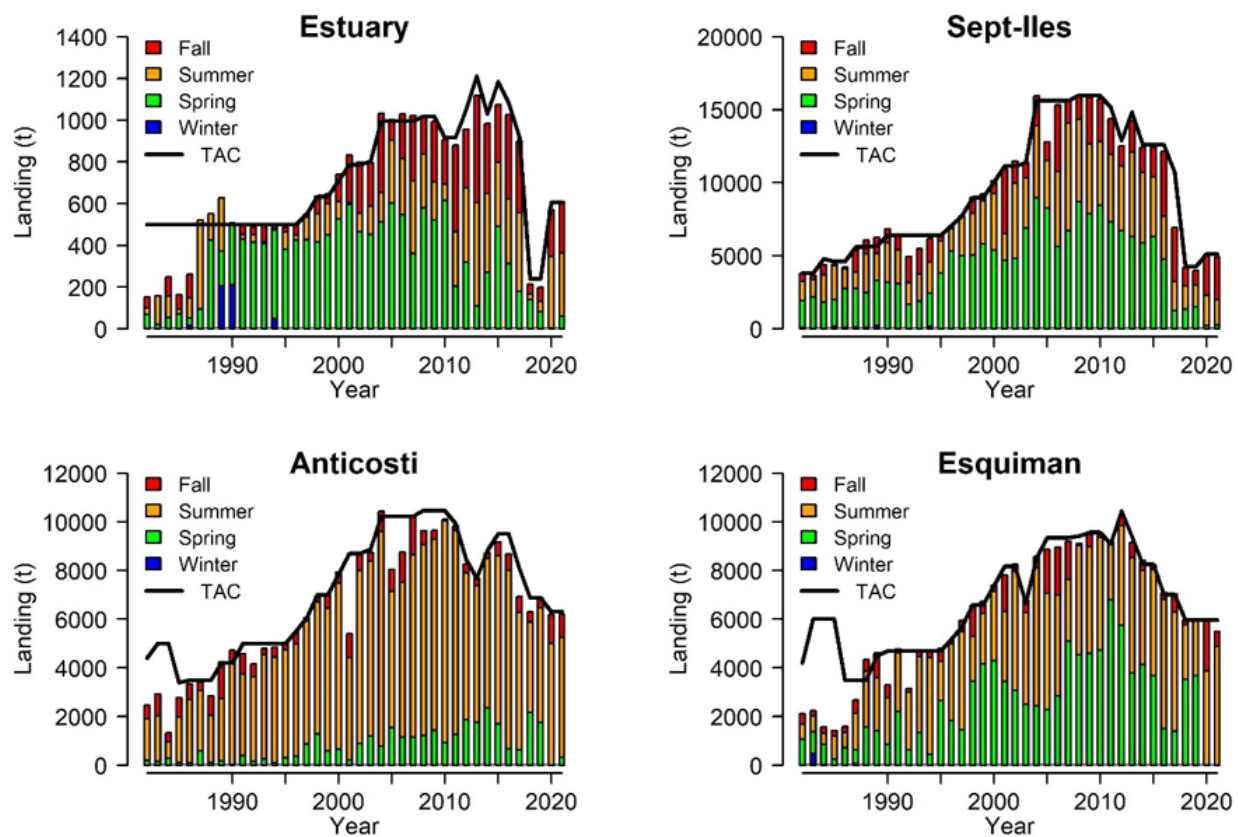 Estuary
1400
1200
1000
800
600
400
200
0
Landing (t)
Fall
Summer
Spring
Winter
TAC
1990 2000 2010 2020
Year
Sept-Iles
20000
15000
10000
5000
0
Landing (t)
Fall
Summer
Spring
Winter
TAC
1990 2000 2010 2020
Year
Anticosti
12000
10000
8000
6000
4000
2000
0
Landing (t)
Fall
Summer
Spring
Winter
TAC
1990 2000 2010 2020
Year
Esquiman
12000
10000
8000
6000
4000
2000
0
Landing (t)
Fall
Summer
Spring
Winter
TAC
1990 2000 2010 2020
Year